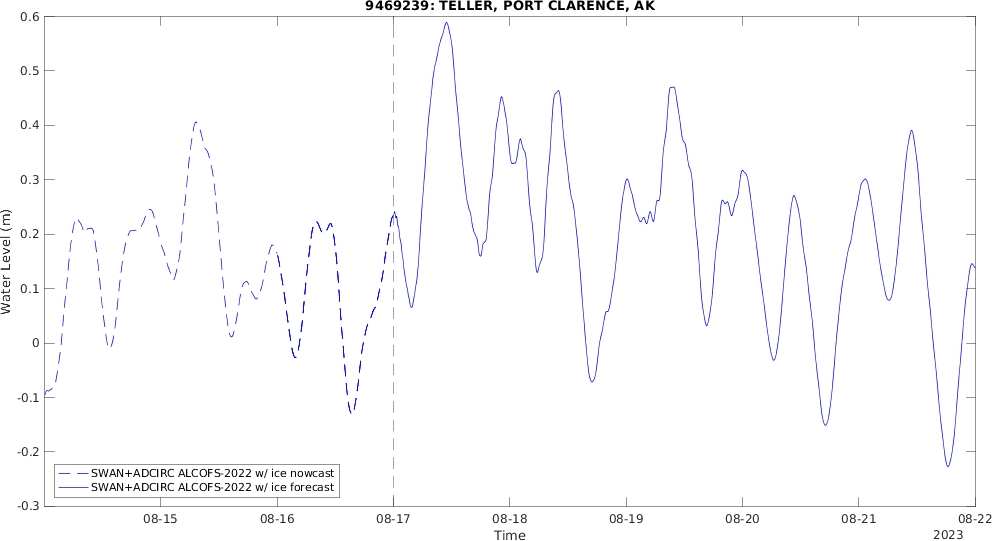 9469239: TELLER, PORT CLARENCE, AK
0.6
0.5
0.4
0.3
0.2
0.1
0
-0.1
-0.2
-0.3
Water Level (m)
SWAN+ADCIRC ALCOFS-2022 w/ ice nowcast
SWAN+ADCIRC ALCOFS-2022 w/ ice forecast
08-15 08-16 08-17 08-18 08-19 08-20 08-21 08-22
Time
2023